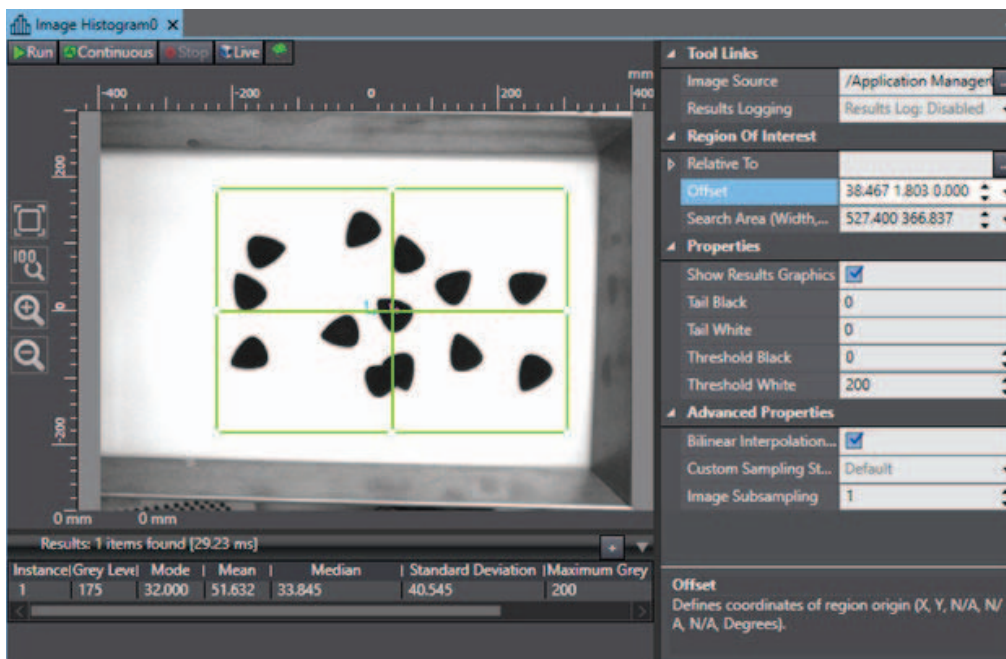 Image Histogram0 ×
Run Continuous Stop Live
mm
-400 -200 0 200 400
200
0
-200
100
0 mm 0 mm
Results: 1 items found [29.23 ms]
Instance Grey Leve Mode Mean Median Standard Deviation Maximum Grey
1 175 32.000 51.632 33.845 40.545 200
Tool Links
Image Source /Application Manager
Results Logging Results Log: Disabled
Region Of Interest
Relative To
Offset 38.467 1.803 0.000
Search Area (Width,... 527.400 366.837
Properties
Show Results Graphics
Tail Black 0
Tail White 0
Threshold Black 0
Threshold White 200
Advanced Properties
Bilinear Interpolation...
Custom Sampling St... Default
Image Subsampling 1
Offset
Defines coordinates of region origin (X, Y, N/A, N/
A, N/A, Degrees).